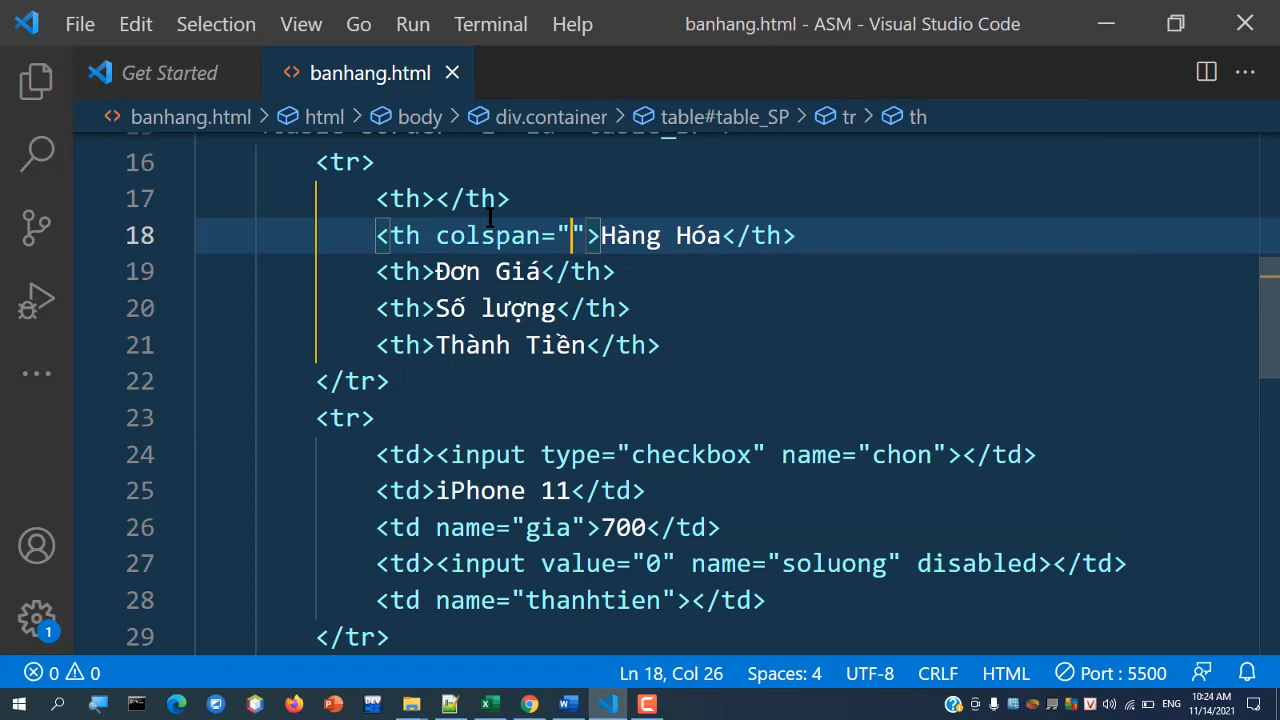 File Edit Selection View Go Run Terminal Help banhang.html - ASM - Visual Studio Code
Get Started banhang.html
banhang.html > html > body > div.container > table#table_SP > tr > th
16 <tr>
17 <th></th>
18 <th colspan="">Hàng Hóa</th>
19 <th>Đơn Giá</th>
20 <th>Số lượng</th>
21 <th>Thành Tiền</th>
22 </tr>
23 <tr>
24 <td><input type="checkbox" name="chon"></td>
25 <td>iPhone 11</td>
26 <td name="gia">700</td>
27 <td><input value="0" name="soluong" disabled></td>
28 <td name="thanhtien"></td>
29 </tr>
1
0 0 Ln 18, Col 26 Spaces: 4 UTF-8 CRLF HTML Port : 5500
10:24 AM
11/14/2021